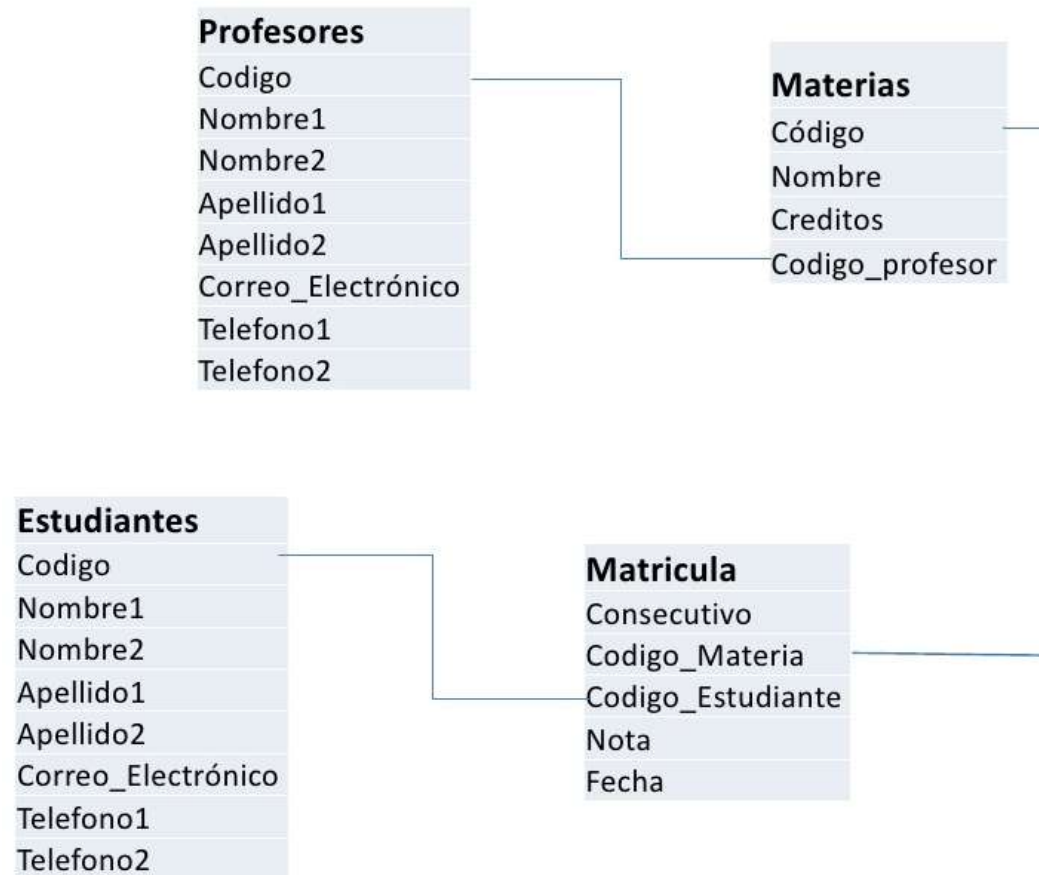 Profesores
Codigo
Nombre1
Nombre2
Apellido1
Apellido2
Correo_Electrónico
Telefono1
Telefono2
Materias
Código
Nombre
Creditos
Codigo_profesor
Estudiantes
Codigo
Nombre1
Nombre2
Apellido1
Apellido2
Correo_Electrónico
Telefono1
Telefono2
Matricula
Consecutivo
Codigo_Materia
Codigo_Estudiante
Nota
Fecha